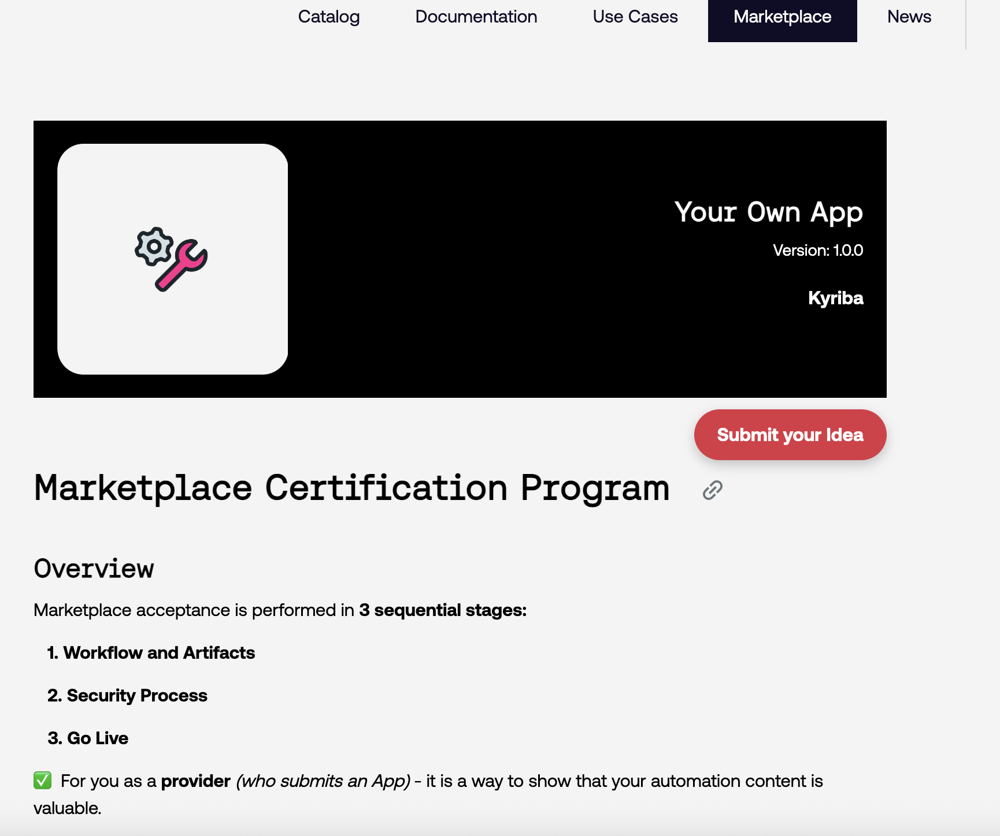 Catalog Documentation Use Cases Marketplace News
Your Own App
Version: 1.0.0
Kyriba
Submit your Idea
Marketplace Certification Program
Overview
Marketplace acceptance is performed in 3 sequential stages:
1. Workflow and Artifacts
2. Security Process
3. Go Live
✅ For you as a provider (who submits an App) - it is a way to show that your automation content is
valuable.